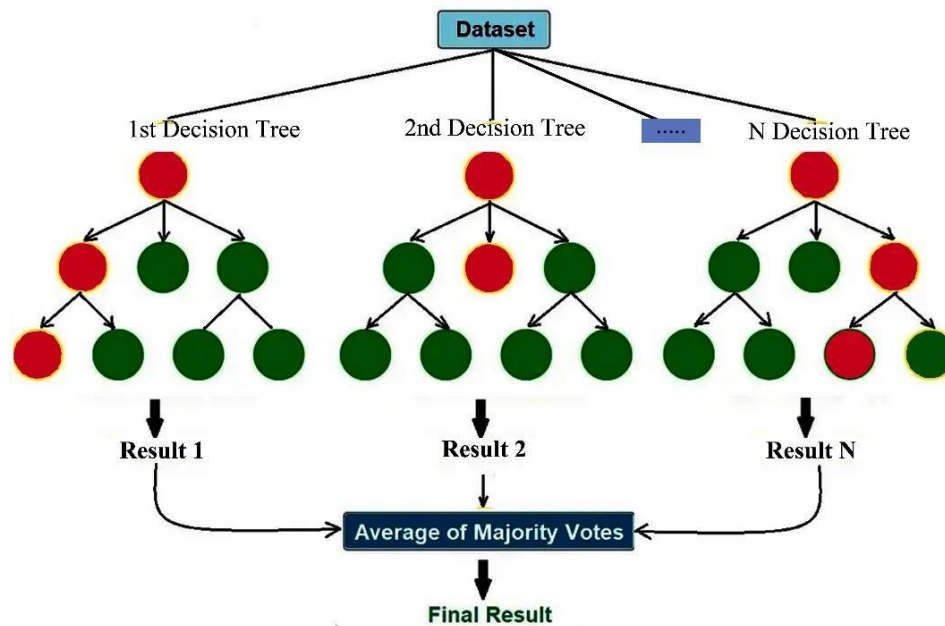 Dataset
1st Decision Tree
2nd Decision Tree
.....
N Decision Tree
Result 1
Result 2
Result N
Average of Majority Votes
Final Result